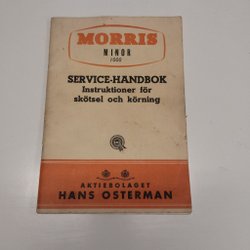 MORRIS
MINOR
1000
SERVICE-HANDBOK
Instruktioner för
skötsel och körning
AKTIEBOLAGET
HANS OSTERMAN